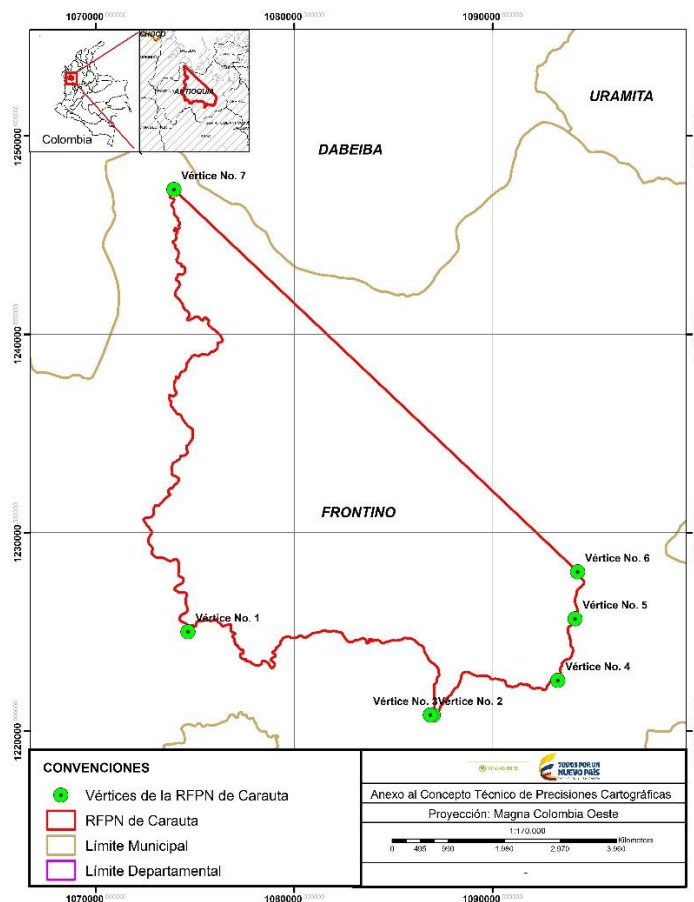 1070000
1080000
1090000
CHOCO
ANTIOQUIA
Colombia
URAMITA
DABEIBA
1250000
Vértice No. 7
1240000
FRONTINO
1230000
Vértice No. 6
Vértice No. 5
Vértice No. 1
Vértice No. 4
Vértice No. 3
Vértice No. 2
1220000
CONVENCIONES
Vértices de la RFPN de Carauta
RFPN de Carauta
Límite Municipal
Límite Departamental
MINAMBIENTE
TODOS POR UN
NUEVO PAÍS
Anexo al Concepto Técnico de Precisiones Cartográficas
Proyección: Magna Colombia Oeste
1:170.000
Kilometers
0 495 990 1.980 2.970 3.960
-
1070000
1080000
1090000